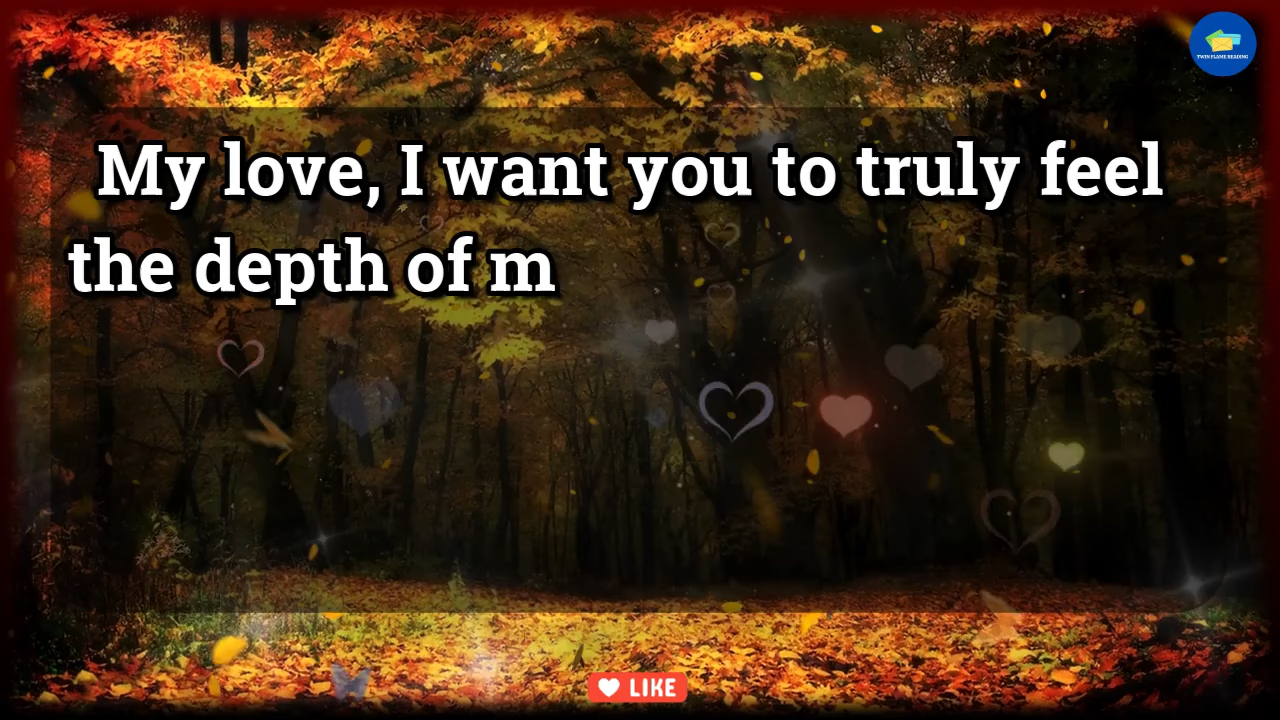 TWIN FLAME READING
My love, I want you to truly feel
the depth of m
LIKE